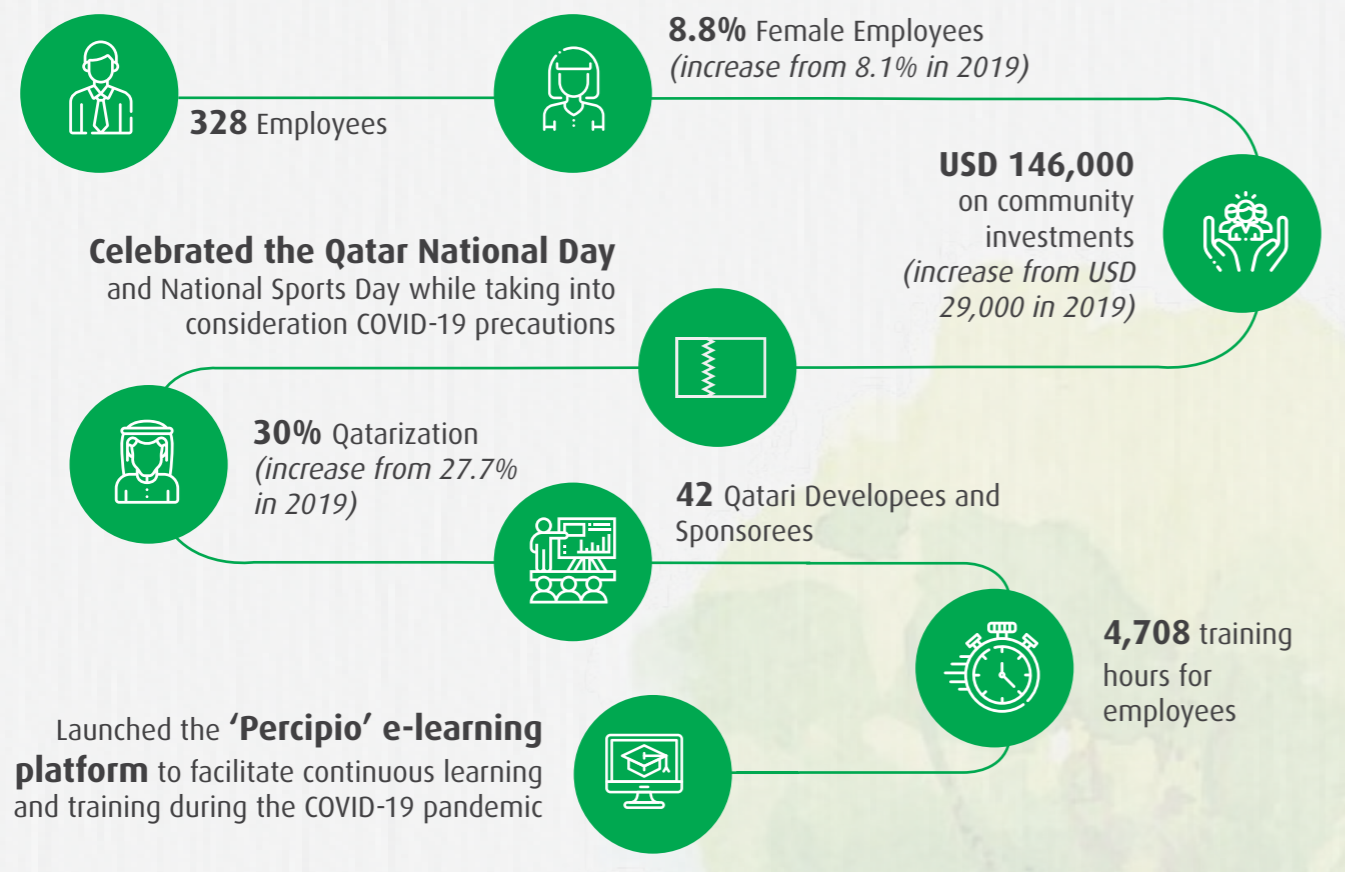 328 Employees
8.8% Female Employees
(increase from 8.1% in 2019)
USD 146,000
on community
investments
(increase from USD
29,000 in 2019)
Celebrated the Qatar National Day
and National Sports Day while taking into
consideration COVID-19 precautions
30% Qatarization
(increase from 27.7%
in 2019)
42 Qatari Developees and
Sponsorees
4,708 training
hours for
employees
Launched the ‘Percipio’ e-learning
platform to facilitate continuous learning
and training during the COVID-19 pandemic